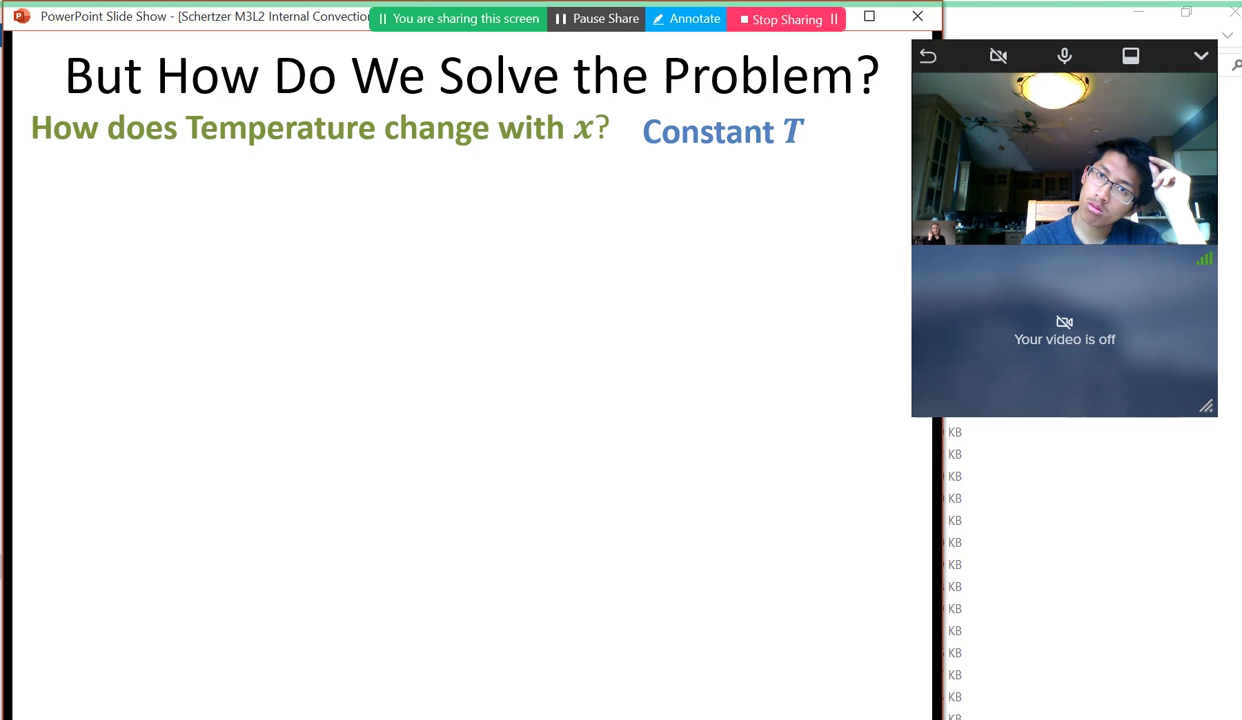 PowerPoint Slide Show - [Schertzer M3L2 Internal Convection
You are sharing this screen
Pause Share
Annotate
Stop Sharing
But How Do We Solve the Problem?
How does Temperature change with x?
Constant T
Your video is off
KB
KB
KB
KB
KB
KB
KB
KB
KB
KB
KB
KB
KB
KB